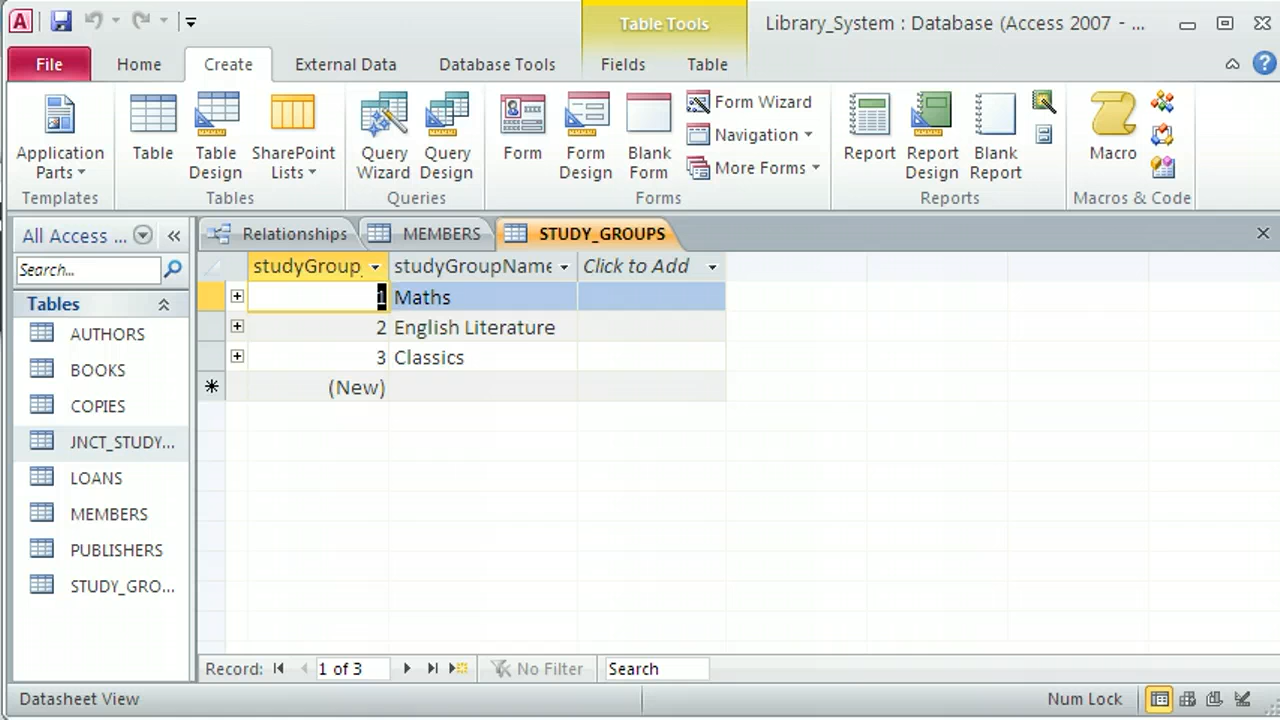 Table Tools
Library_System : Database (Access 2007 - ...
File
Home
Create
External Data
Database Tools
Fields
Table
Application Parts
Table
Table Design
SharePoint Lists
Query Wizard
Query Design
Form
Form Design
Blank Form
Form Wizard
Navigation
More Forms
Report
Report Design
Blank Report
Macro
Templates
Tables
Queries
Forms
Reports
Macros & Code
All Access ...
Relationships
MEMBERS
STUDY_GROUPS
Search...
studyGroup_
studyGroupName
Click to Add
Tables
1 Maths
2 English Literature
3 Classics
(New)
AUTHORS
BOOKS
COPIES
JNCT_STUDY...
LOANS
MEMBERS
PUBLISHERS
STUDY_GRO...
Record: 1 of 3 No Filter Search
Datasheet View
Num Lock